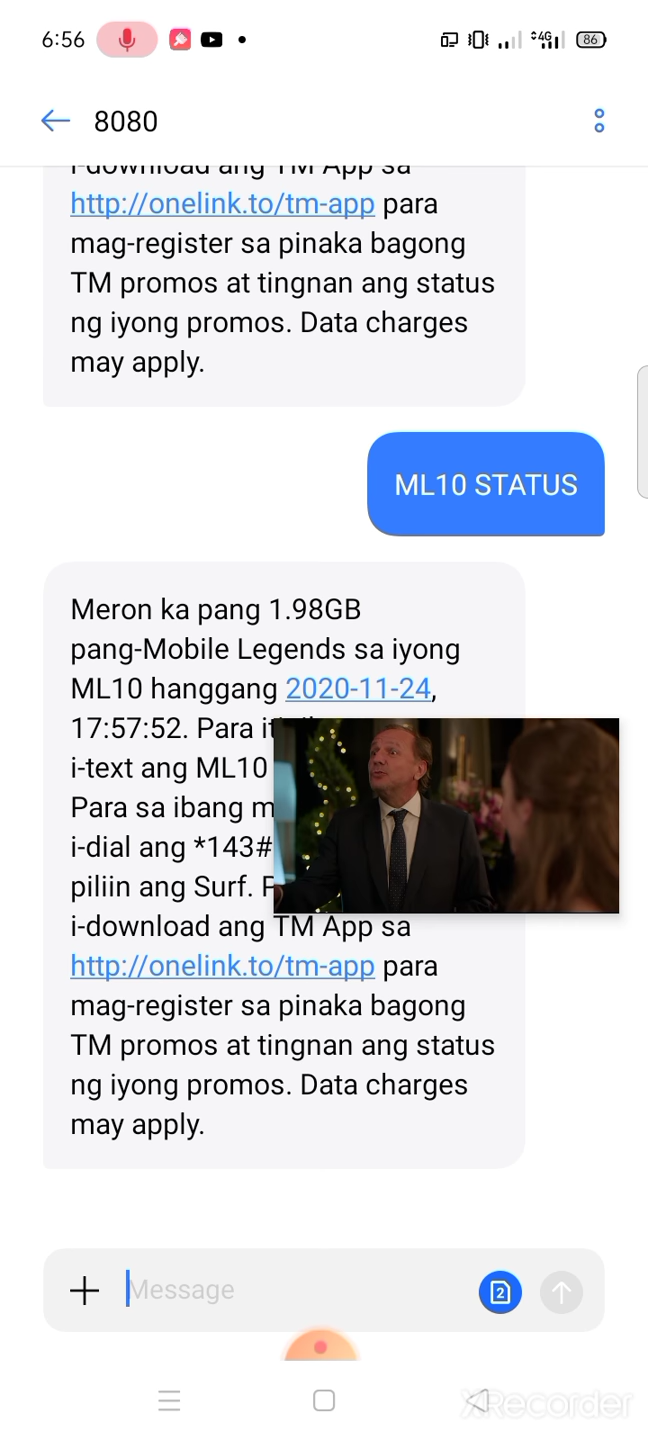 6:56
4G
86
8080
i-download ang TM App sa
http://onelink.to/tm-app para
mag-register sa pinaka bagong
TM promos at tingnan ang status
ng iyong promos. Data charges
may apply.
ML10 STATUS
Meron ka pang 1.98GB
pang-Mobile Legends sa iyong
ML10 hanggang 2020-11-24,
17:57:52. Para
i-text ang ML10
Para sa ibang
i-dial ang *143#
piliin ang Surf.
i-download ang TM App sa
http://onelink.to/tm-app para
mag-register sa pinaka bagong
TM promos at tingnan ang status
ng iyong promos. Data charges
may apply.
Message
2
XRecorder